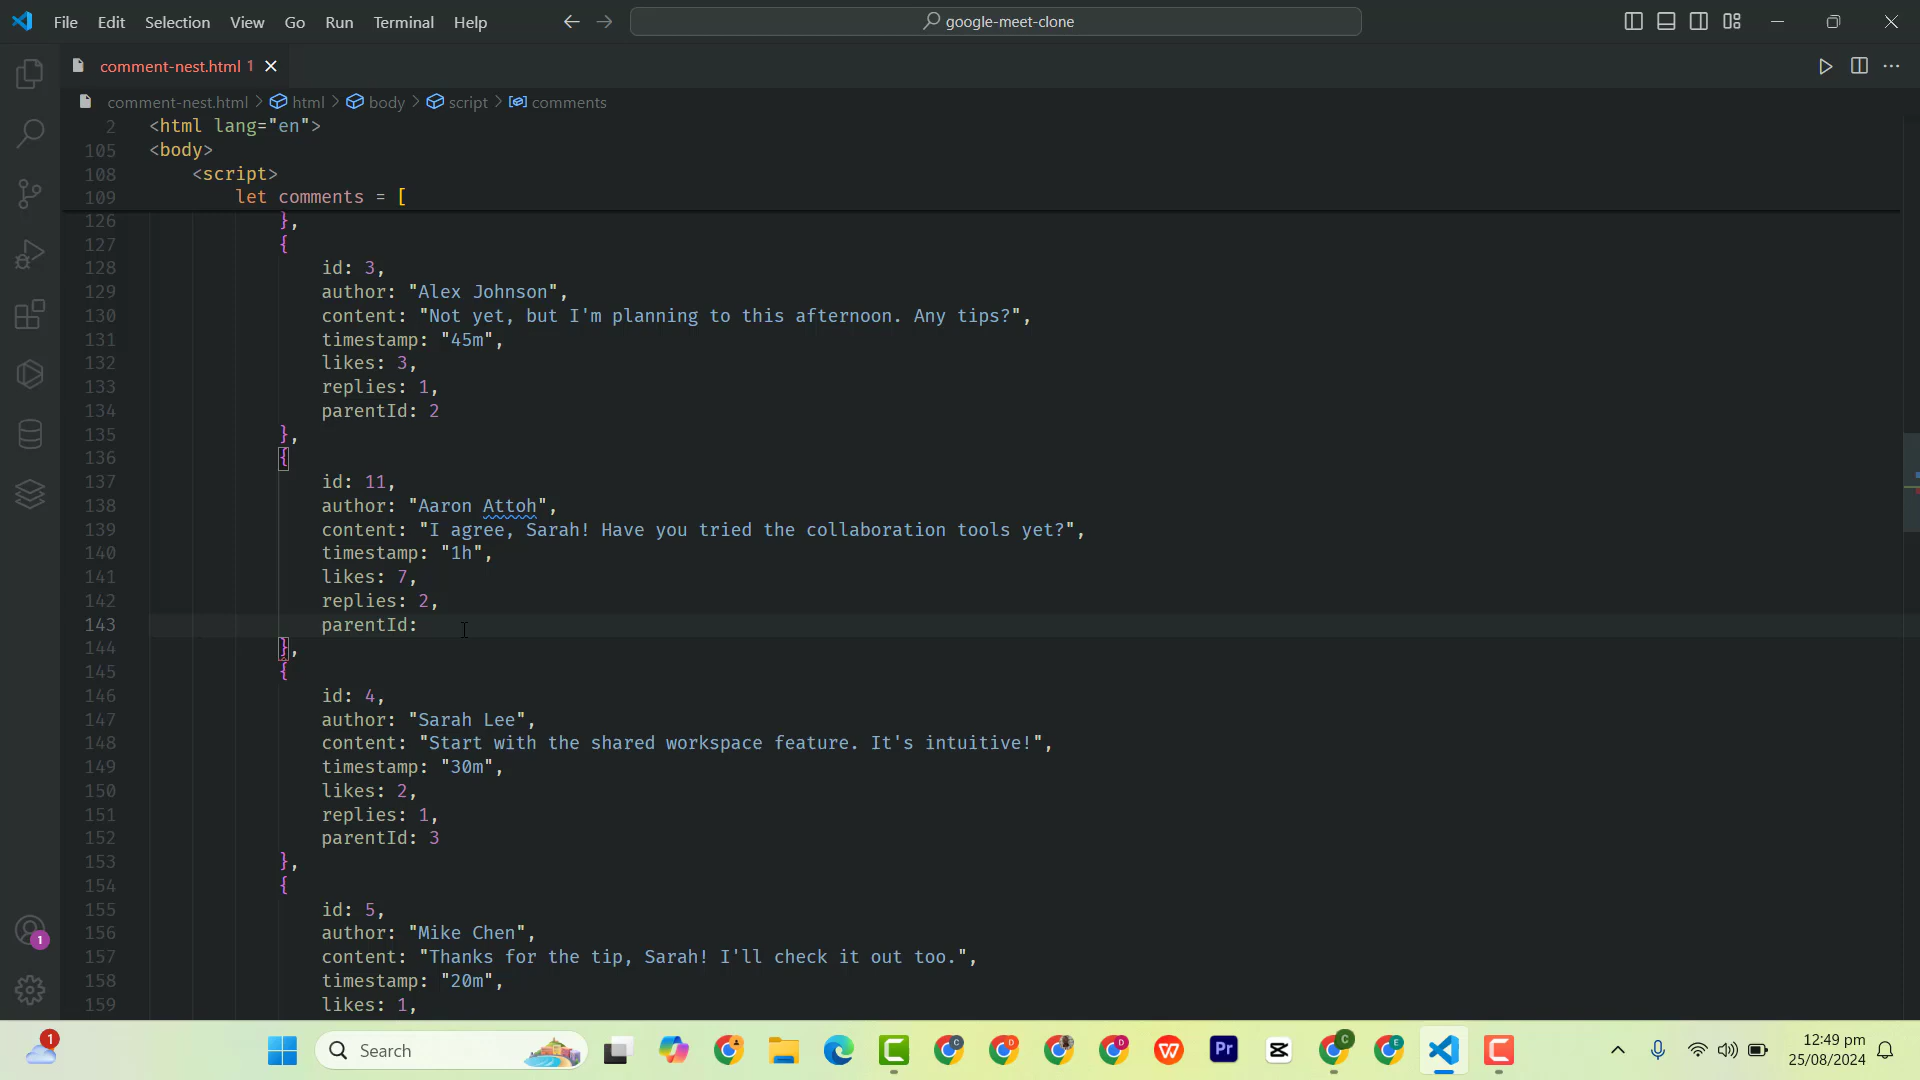 File Edit Selection View Go Run Terminal Help google-meet-clone
comment-nest.html 1
comment-nest.html > html > body > script > comments
2 <html lang="en">
105 <body>
108 <script>
109 let comments = [
126 },
127 {
128 id: 3,
129 author: "Alex Johnson",
130 content: "Not yet, but I'm planning to this afternoon. Any tips?",
131 timestamp: "45m",
132 likes: 3,
133 replies: 1,
134 parentId: 2
135 },
136 {
137 id: 11,
138 author: "Aaron Attoh",
139 content: "I agree, Sarah! Have you tried the collaboration tools yet?",
140 timestamp: "1h",
141 likes: 7,
142 replies: 2,
143 parentId:
144 },
145 {
146 id: 4,
147 author: "Sarah Lee",
148 content: "Start with the shared workspace feature. It's intuitive!",
149 timestamp: "30m",
150 likes: 2,
151 replies: 1,
152 parentId: 3
153 },
154 {
155 id: 5,
156 author: "Mike Chen",
157 content: "Thanks for the tip, Sarah! I'll check it out too.",
158 timestamp: "20m",
159 likes: 1,
1
1
Search
Pr
12:49 pm
25/08/2024